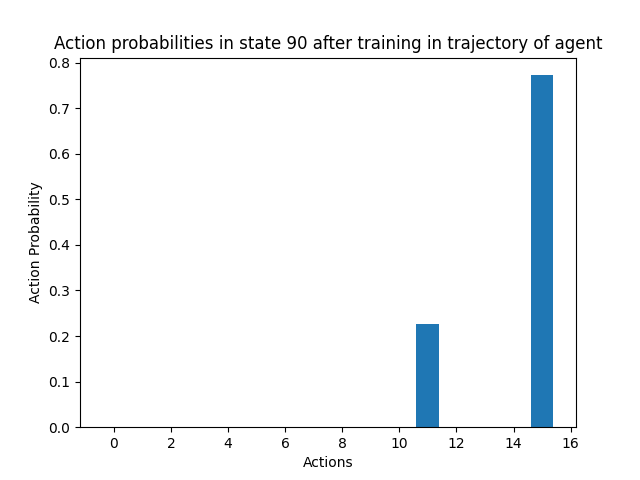 Action probabilities in state 90 after training in trajectory of agent
0.8
0.7
0.6
0.5
0.4
0.3
0.2
0.1
0.0
Action Probability
0 2 4 6 8 10 12 14 16
Actions